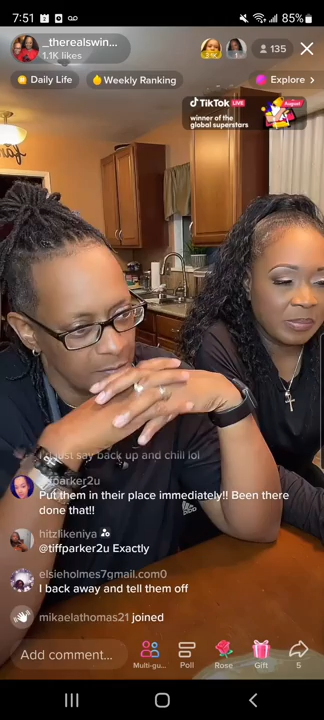 7:51
85%
_therealswin...
1.1K likes
135
Daily Life
Weekly Ranking
Explore
TikTok LIVE
August
winner of the
global superstars
just say back up and chill lol
tiffparker2u
Put them in their place immediately!! Been there
done that!!
hitzlikeniya
@tiffparker2u Exactly
elsieholmes7gmail.com0
I back away and tell them off
mikaelathomas21 joined
Add comment...
Multi-gu...
Poll
Rose
Gift
5